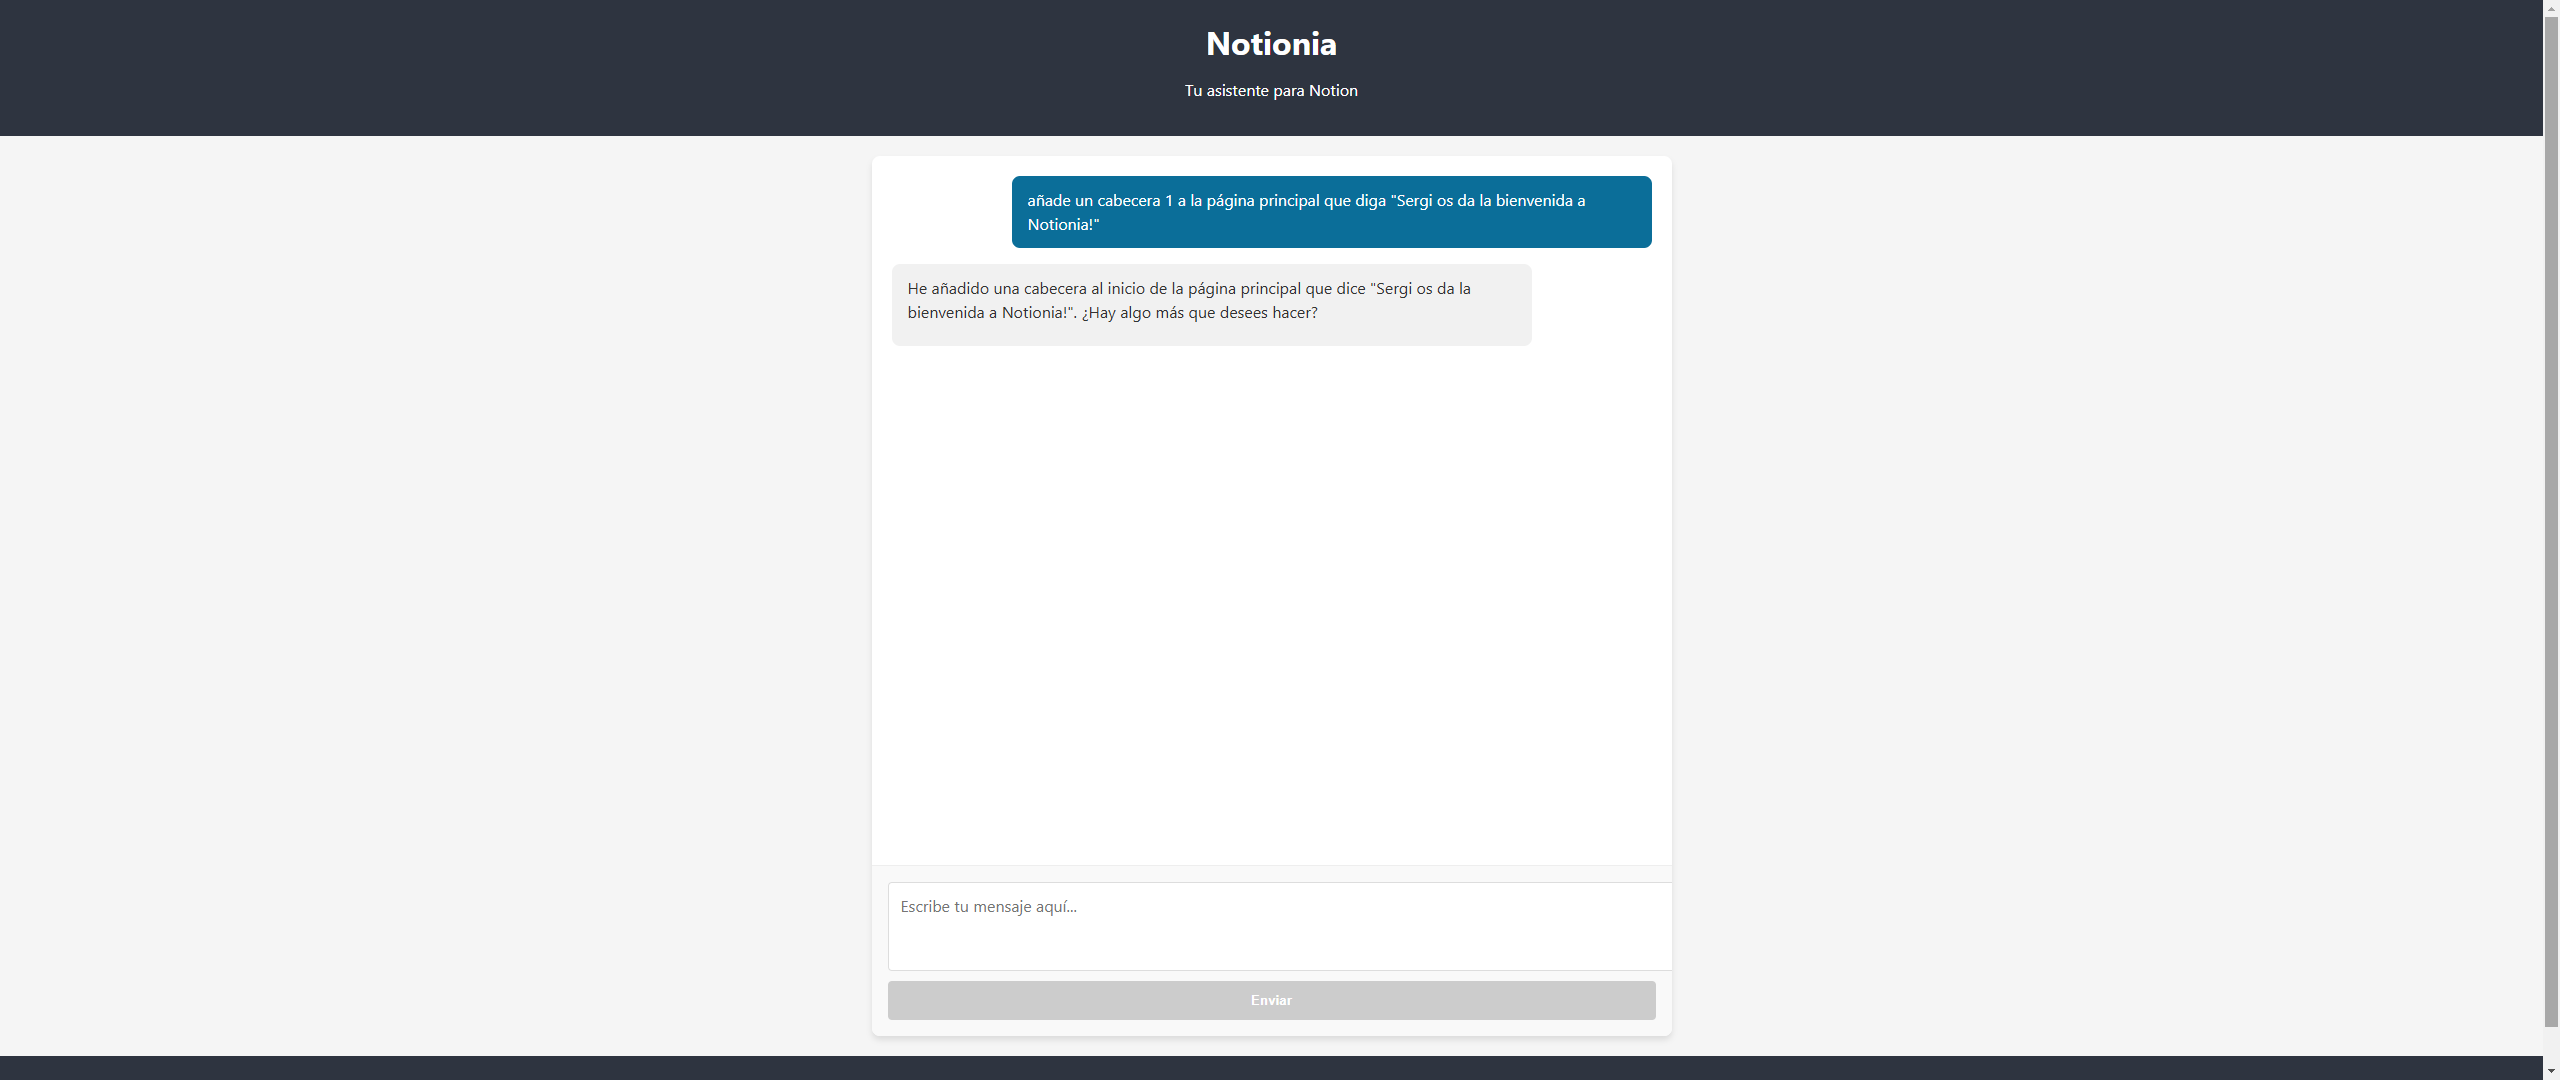 Notionia
Tu asistente para Notion
añade un cabecera 1 a la página principal que diga "Sergi os da la bienvenida a
Notionia!"
He añadido una cabecera al inicio de la página principal que dice "Sergi os da la
bienvenida a Notionia!". ¿Hay algo más que desees hacer?
Escribe tu mensaje aquí...
Enviar